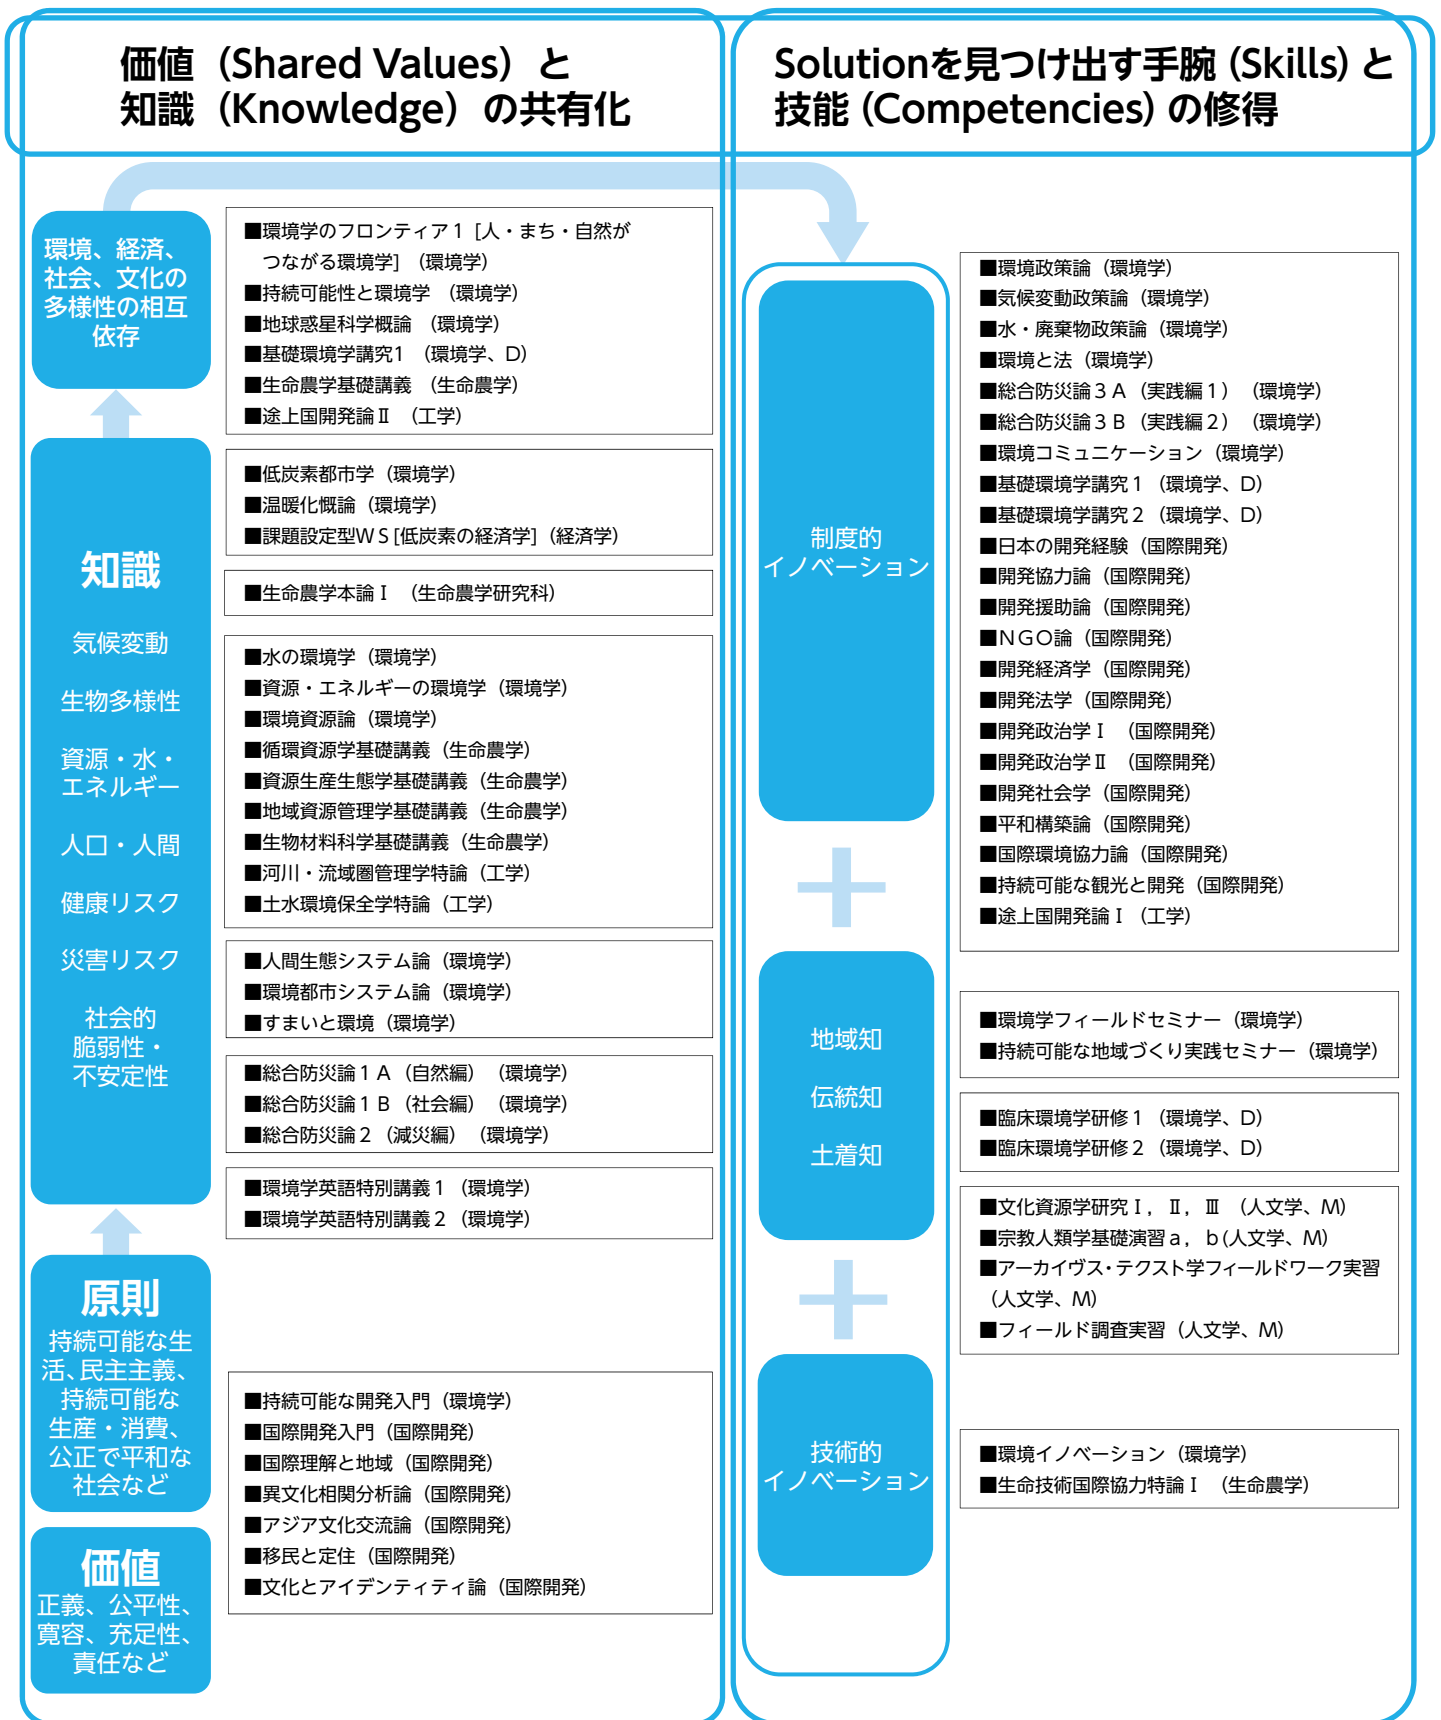 価値（Shared Values）と
知識（Knowledge）の共有化
環境、経済、
社会、文化の
多様性の相互
依存
■環境学のフロンティア１ [人・まち・自然が
つながる環境学] （環境学）
■持続可能性と環境学 （環境学）
■地球惑星科学概論 （環境学）
■基礎環境学講究1 （環境学、D）
■生命農学基礎講義 （生命農学）
■途上国開発論Ⅱ （工学）
知識
気候変動
生物多様性
資源・水・
エネルギー
人口・人間
健康リスク
災害リスク
社会的
脆弱性・
不安定性
■低炭素都市学（環境学）
■温暖化慨論（環境学）
■課題設定型WＳ[低炭素の経済学]（経済学）
■生命農学本論Ⅰ （生命農学研究科）
■水の環境学（環境学）
■資源・エネルギーの環境学（環境学）
■環境資源論（環境学）
■循環資源学基礎講義（生命農学）
■資源生産生態学基礎講義（生命農学）
■地域資源管理学基礎講義（生命農学）
■生物材料科学基礎講義（生命農学）
■河川・流域圏管理学特論（工学）
■土水環境保全学特論（工学）
■人間生態システム論（環境学）
■環境都市システム論（環境学）
■すまいと環境（環境学）
■総合防災論１Ａ（自然編）（環境学）
■総合防災論１Ｂ（社会編）（環境学）
■総合防災論２（減災編）（環境学）
■環境学英語特別講義１（環境学）
■環境学英語特別講義２（環境学）
原則
持続可能な生
活、民主主義、
持続可能な
生産・消費、
公正で平和な
社会など
価値
正義、公平性、
寛容、充足性、
責任など
■持続可能な開発入門（環境学）
■国際開発入門（国際開発）
■国際理解と地域（国際開発）
■異文化相関分析論（国際開発）
■アジア文化交流論（国際開発）
■移民と定住（国際開発）
■文化とアイデンティティ論（国際開発）
Solutionを見つけ出す手腕 (Skills) と
技能 (Competencies) の修得
制度的
イノベーション
■環境政策論（環境学）
■気候変動政策論（環境学）
■水・廃棄物政策論（環境学）
■環境と法（環境学）
■総合防災論３Ａ（実践編１）（環境学）
■総合防災論３Ｂ（実践編２）（環境学）
■環境コミュニケーション（環境学）
■基礎環境学講究１（環境学、D）
■基礎環境学講究２（環境学、D）
■日本の開発経験（国際開発）
■開発協力論（国際開発）
■開発援助論（国際開発）
■ＮＧＯ論（国際開発）
■開発経済学（国際開発）
■開発法学（国際開発）
■開発政治学Ⅰ （国際開発）
■開発政治学Ⅱ （国際開発）
■開発社会学（国際開発）
■平和構築論（国際開発）
■国際環境協力論（国際開発）
■持続可能な観光と開発（国際開発）
■途上国開発論Ⅰ （工学）
地域知
伝統知
土着知
■環境学フィールドセミナー（環境学）
■持続可能な地域づくり実践セミナー（環境学）
■臨床環境学研修１（環境学、D）
■臨床環境学研修２（環境学、D）
■文化資源学研究Ⅰ，Ⅱ，Ⅲ （人文学、M）
■宗教人類学基礎演習ａ，ｂ(人文学、M）
■アーカイヴス・テクスト学フィールドワーク実習
（人文学、M）
■フィールド調査実習（人文学、M）
技術的
イノベーション
■環境イノベーション（環境学）
■生命技術国際協力特論Ⅰ （生命農学）